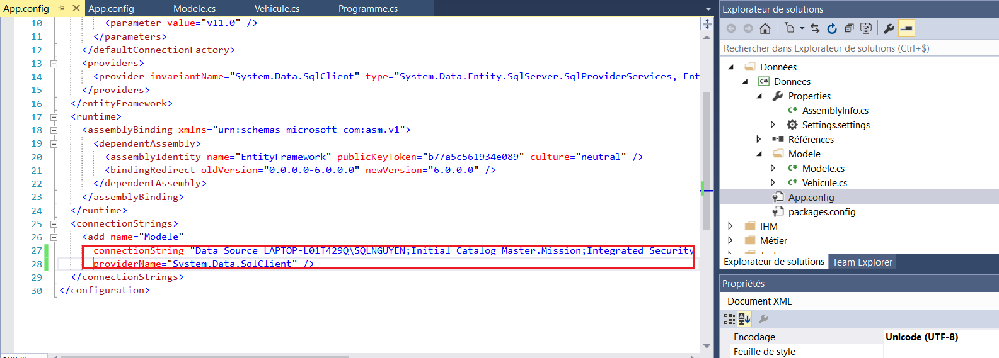 App.config
App.config
Modele.cs
Vehicule.cs
Programme.cs
10 <parameter value="v11.0" />
11 </parameters>
12 </defaultConnectionFactory>
13 <providers>
14 <provider invariantName="System.Data.SqlClient" type="System.Data.Entity.SqlServer.SqlProviderServices, Ent
15 </providers>
16 </entityFramework>
17 <runtime>
18 <assemblyBinding xmlns="urn:schemas-microsoft-com:asm.v1">
19 <dependentAssembly>
20 <assemblyIdentity name="EntityFramework" publicKeyToken="b77a5c561934e089" culture="neutral" />
21 <bindingRedirect oldVersion="0.0.0.0-6.0.0.0" newVersion="6.0.0.0" />
22 </dependentAssembly>
23 </assemblyBinding>
24 </runtime>
25 <connectionStrings>
26 <add name="Modele"
27 connectionString="Data Source=LAPTOP-L01T429Q\SQLNGUYEN;Initial Catalog=Master.Mission;Integrated Security=
28 providerName="System.Data.SqlClient" />
29 </connectionStrings>
30 </configuration>
Explorateur de solutions
Rechercher dans Explorateur de solutions (Ctrl+$)
Données
C# Donnees
Properties
C# AssemblyInfo.cs
Settings.settings
Références
Modele
C# Modele.cs
C# Vehicule.cs
App.config
packages.config
IHM
Métier
Explorateur de solutions
Team Explorer
Propriétés
Document XML
Encodage
Unicode (UTF-8)
Feuille de style